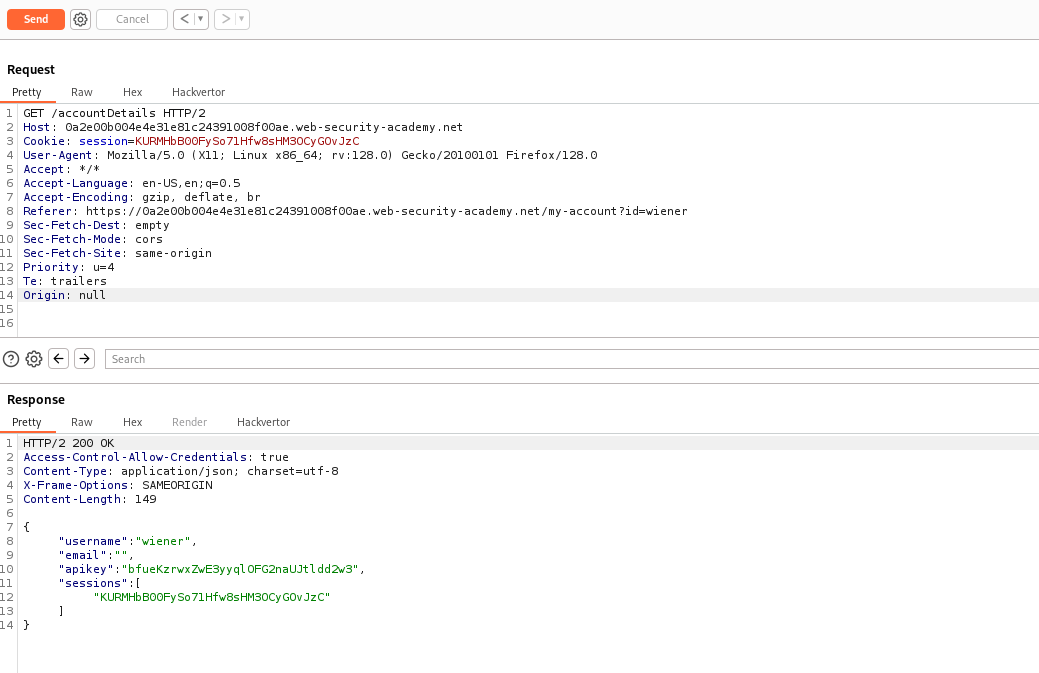 Send Cancel < ▼ > ▼
Request
Pretty Raw Hex Hackvertor
1 GET /accountDetails HTTP/2
2 Host: 0a2e00b004e4e31e81c24391008f00ae.web-security-academy.net
3 Cookie: session=KURMHbB00FySo71Hfw8sHM3OCyGOvJzC
4 User-Agent: Mozilla/5.0 (X11; Linux x86_64; rv:128.0) Gecko/20100101 Firefox/128.0
5 Accept: */*
6 Accept-Language: en-US,en;q=0.5
7 Accept-Encoding: gzip, deflate, br
8 Referer: https://0a2e00b004e4e31e81c24391008f00ae.web-security-academy.net/my-account?id=wiener
9 Sec-Fetch-Dest: empty
10 Sec-Fetch-Mode: cors
11 Sec-Fetch-Site: same-origin
12 Priority: u=4
13 Te: trailers
14 Origin: null
15
16
? Search
Response
Pretty Raw Hex Render Hackvertor
1 HTTP/2 200 OK
2 Access-Control-Allow-Credentials: true
3 Content-Type: application/json; charset=utf-8
4 X-Frame-Options: SAMEORIGIN
5 Content-Length: 149
6
7 {
8 "username":"wiener",
9 "email":"",
10 "apikey":"bfueKzrwxZwE3yyqlOFG2naUJtldd2w3",
11 "sessions":[
12 "KURMHbB00FySo71Hfw8sHM3OCyGOvJzC"
13 ]
14 }